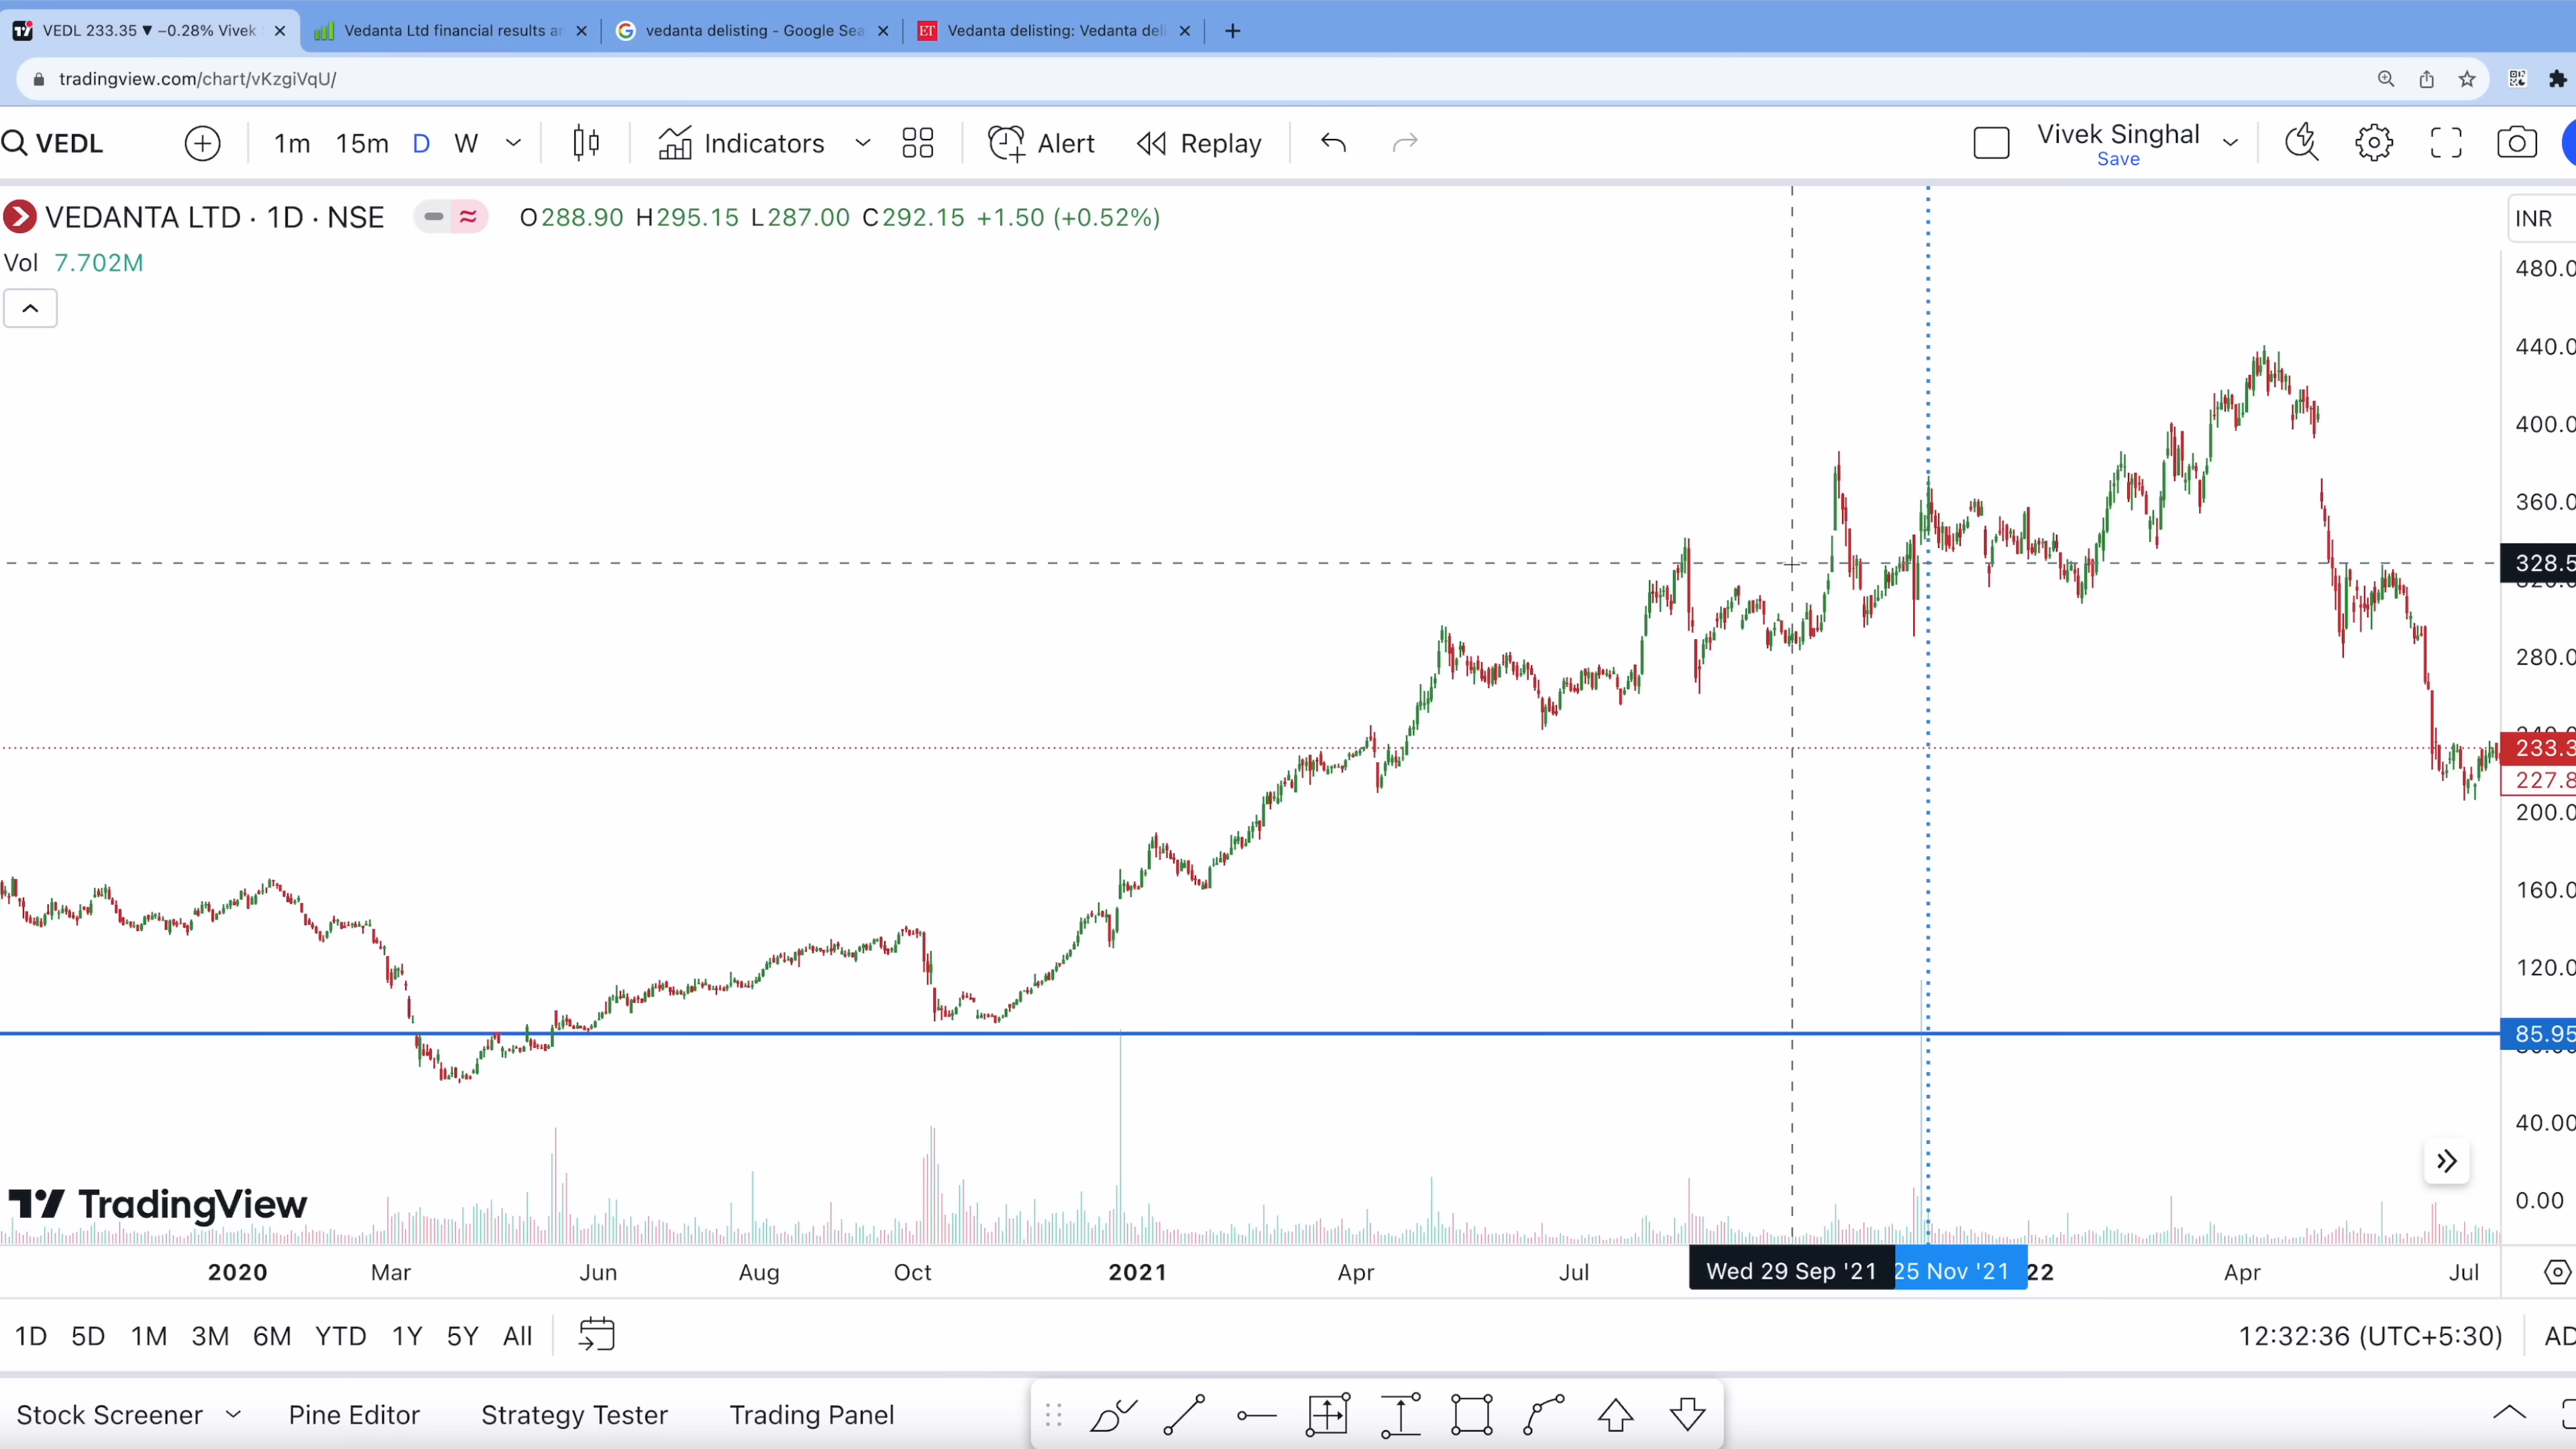 VEDL 233.35 ▼ −0.28% Vivek
Vedanta Ltd financial results an
vedanta delisting - Google Sea
ET Vedanta delisting: Vedanta deli
tradingview.com/chart/vKzgiVqU/
VEDL 1m 15m D W Indicators Alert Replay Vivek Singhal
Save
VEDANTA LTD · 1D · NSE O288.90 H295.15 L287.00 C292.15 +1.50 (+0.52%)
INR
Vol 7.702M
480.0
440.0
400.0
360.0
328.5
280.0
233.3
227.8
200.0
160.0
120.0
85.95
40.00
0.00
TradingView
2020 Mar Jun Aug Oct 2021 Apr Jul Wed 29 Sep '21 25 Nov '21 22 Apr Jul
1D 5D 1M 3M 6M YTD 1Y 5Y All 12:32:36 (UTC+5:30) AD
Stock Screener Pine Editor Strategy Tester Trading Panel